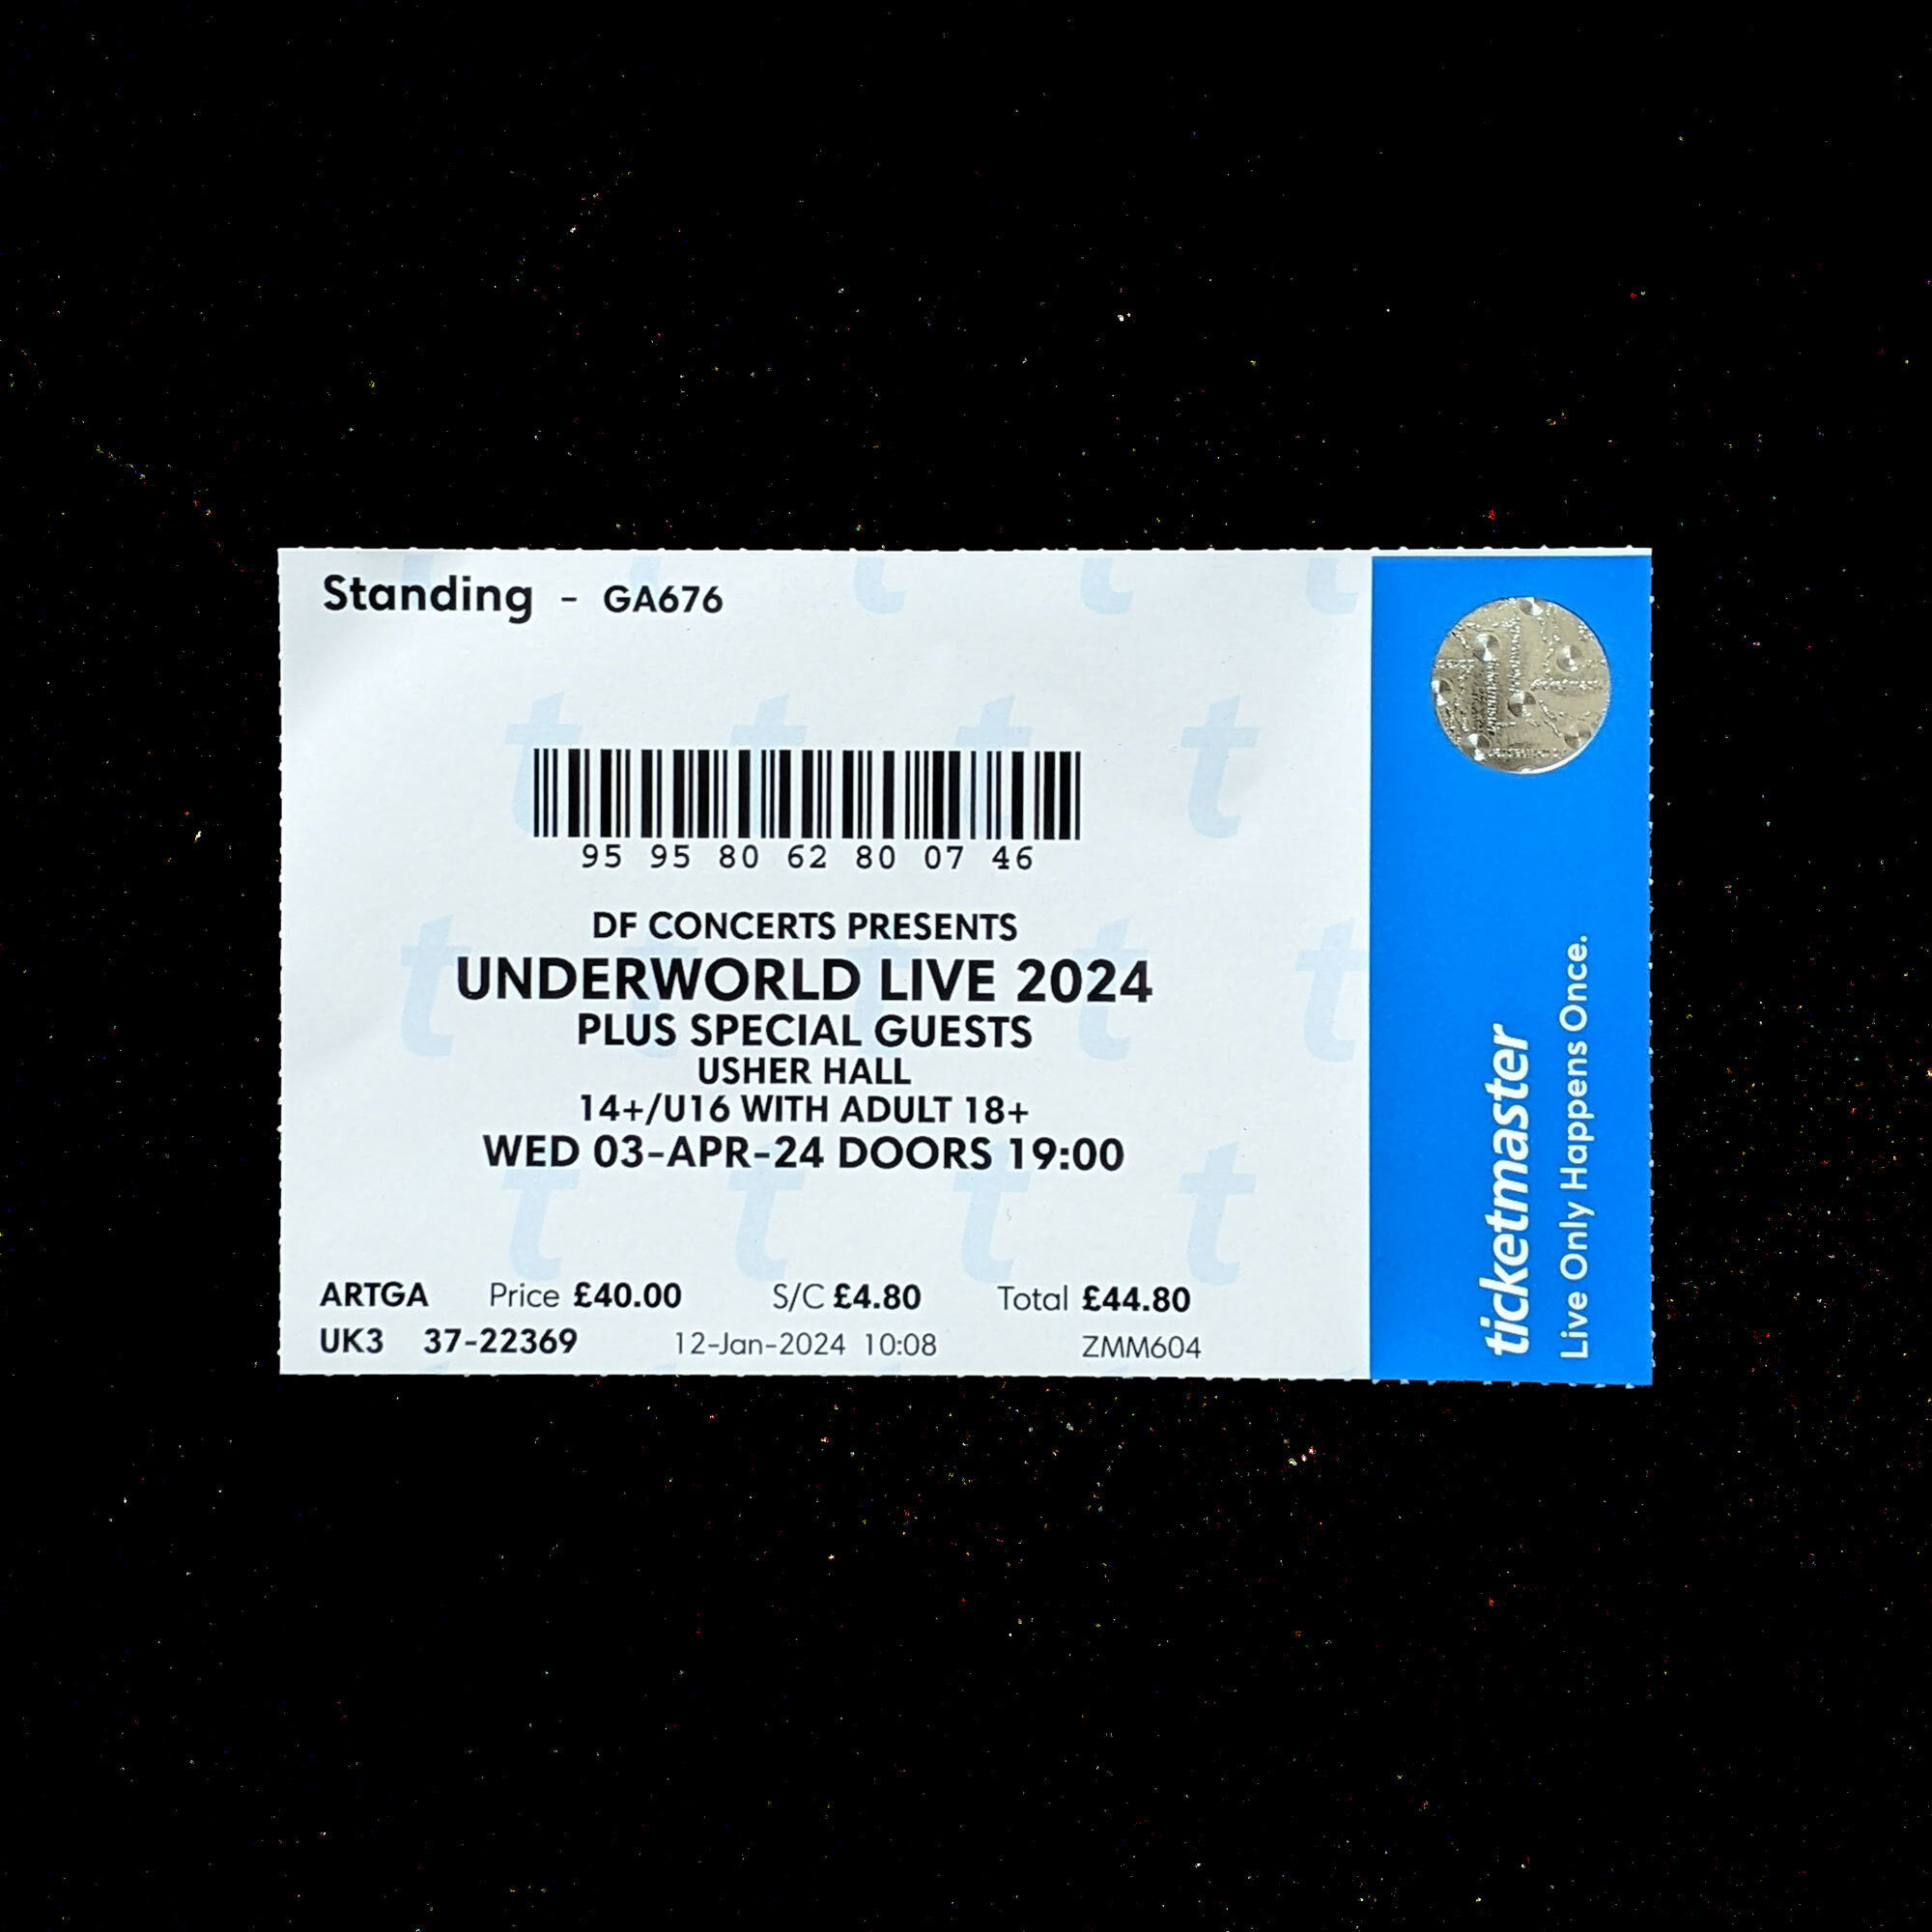 Standing - GA676
95 95 80 62 80 07 46
DF CONCERTS PRESENTS
UNDERWORLD LIVE 2024
PLUS SPECIAL GUESTS
USHER HALL
14+/U16 WITH ADULT 18+
WED 03-APR-24 DOORS 19:00
ARTGA Price £40.00 S/C £4.80 Total £44.80
UK3 37-22369 12-Jan-2024 10:08 ZMM604
ticketmaster
Live Only Happens Once.